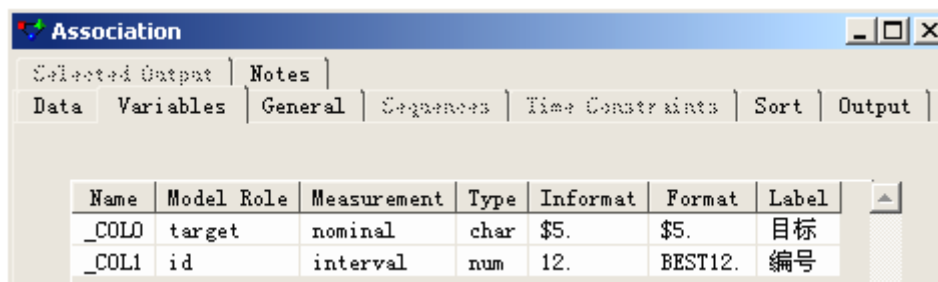 Association
Selected Output Notes
Data Variables General Sequences Time Constraints Sort Output
Name Model Role Measurement Type Informat Format Label
_COL0 target nominal char $5. $5. 目标
_COL1 id interval num 12. BEST12. 编号